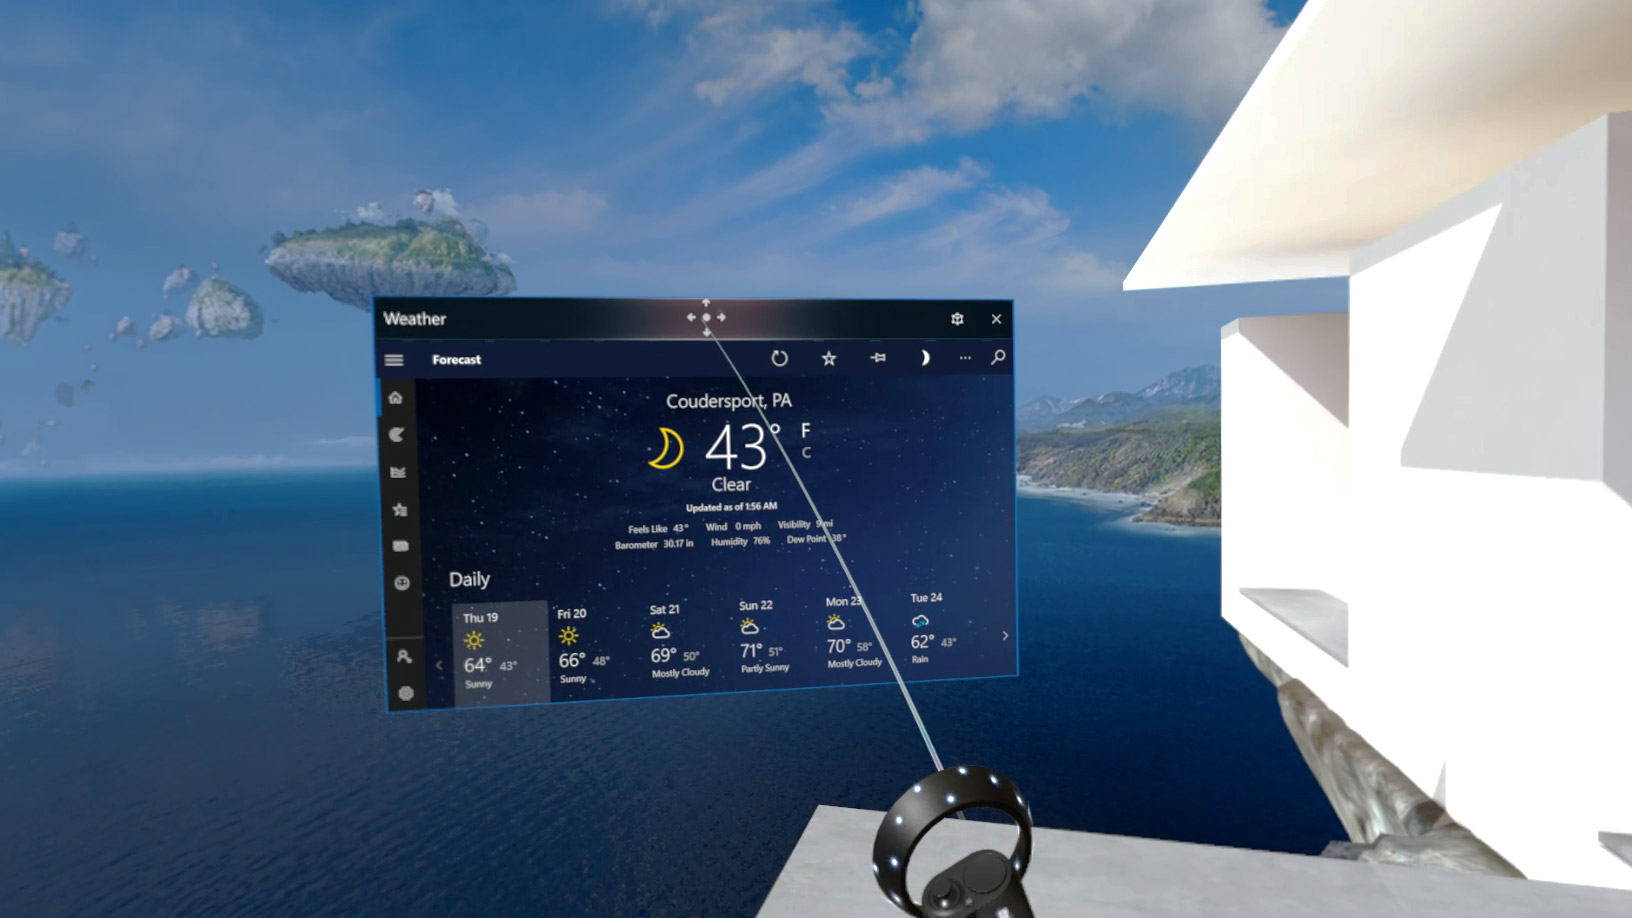 Weather
Forecast
Coudersport, PA
43° F
C
Clear
Updated as of 1:56 AM
Feels Like 43° Wind 0 mph Visibility 9 mi
Barometer 30.17 in Humidity 76% Dew Point 38°
Daily
Thu 19 Fri 20 Sat 21 Sun 22 Mon 23 Tue 24
64° 43° 66° 48° 69° 50° 71° 51° 70° 58° 62° 43°
Sunny Sunny Mostly Cloudy Partly Sunny Mostly Cloudy Rain